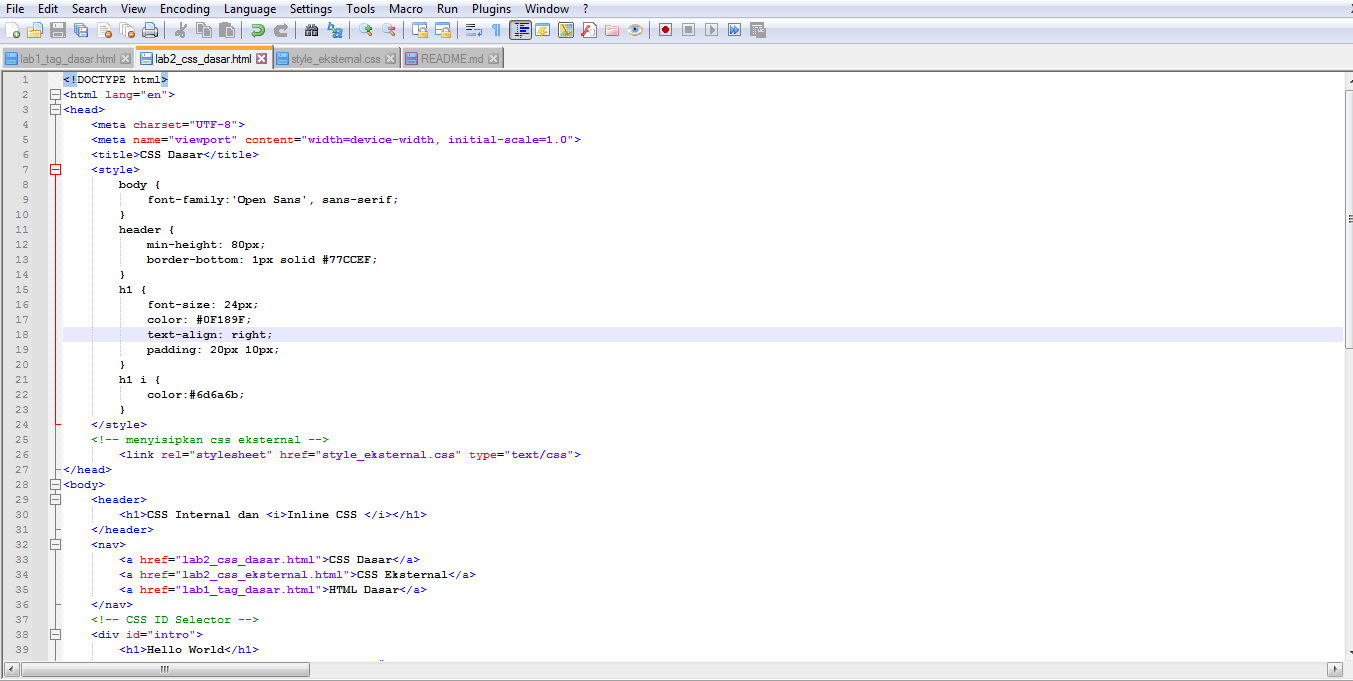 File Edit Search View Encoding Language Settings Tools Macro Run Plugins Window ?
lab1_tag_dasar.html lab2_css_dasar.html style_eksternal.css README.md
1 <!DOCTYPE html>
2 <html lang="en">
3 <head>
4 <meta charset="UTF-8">
5 <meta name="viewport" content="width=device-width, initial-scale=1.0">
6 <title>CSS Dasar</title>
7 <style>
8 body {
9 font-family:'Open Sans', sans-serif;
10 }
11 header {
12 min-height: 80px;
13 border-bottom: 1px solid #77CCEF;
14 }
15 h1 {
16 font-size: 24px;
17 color: #0F189F;
18 text-align: right;
19 padding: 20px 10px;
20 }
21 h1 i {
22 color:#6d6a6b;
23 }
24 </style>
25 <!-- menyisipkan css eksternal -->
26 <link rel="stylesheet" href="style_eksternal.css" type="text/css">
27 </head>
28 <body>
29 <header>
30 <h1>CSS Internal dan <i>Inline CSS </i></h1>
31 </header>
32 <nav>
33 <a href="lab2_css_dasar.html">CSS Dasar</a>
34 <a href="lab2_css_eksternal.html">CSS Eksternal</a>
35 <a href="lab1_tag_dasar.html">HTML Dasar</a>
36 </nav>
37 <!-- CSS ID Selector -->
38 <div id="intro">
39 <h1>Hello World</h1>